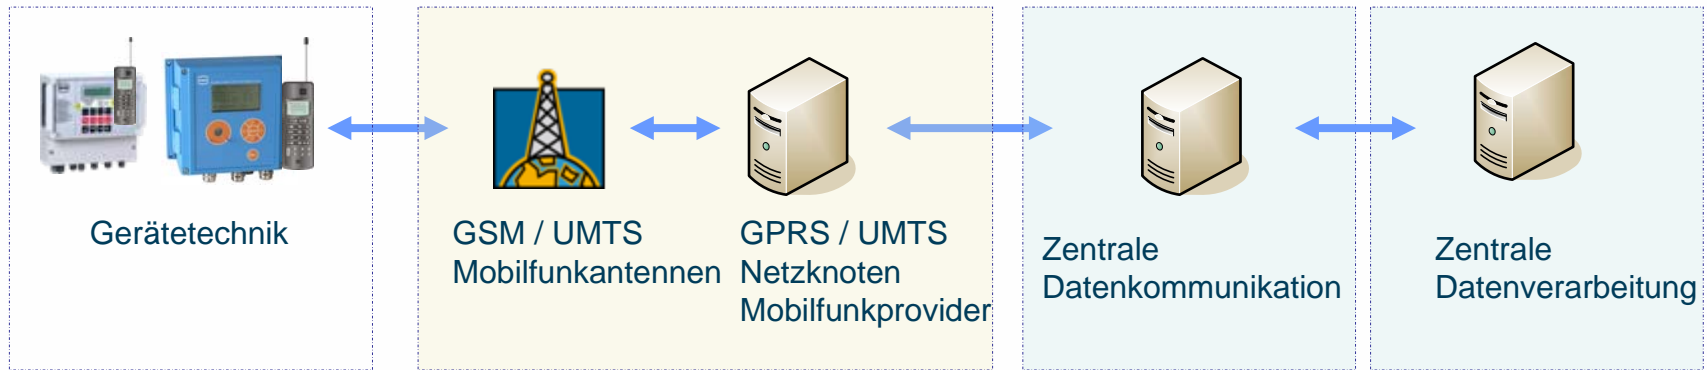 Gerätetechnik
GSM / UMTS
Mobilfunkantennen
GPRS / UMTS
Netzknoten
Mobilfunkprovider
Zentrale
Datenkommunikation
Zentrale
Datenverarbeitung